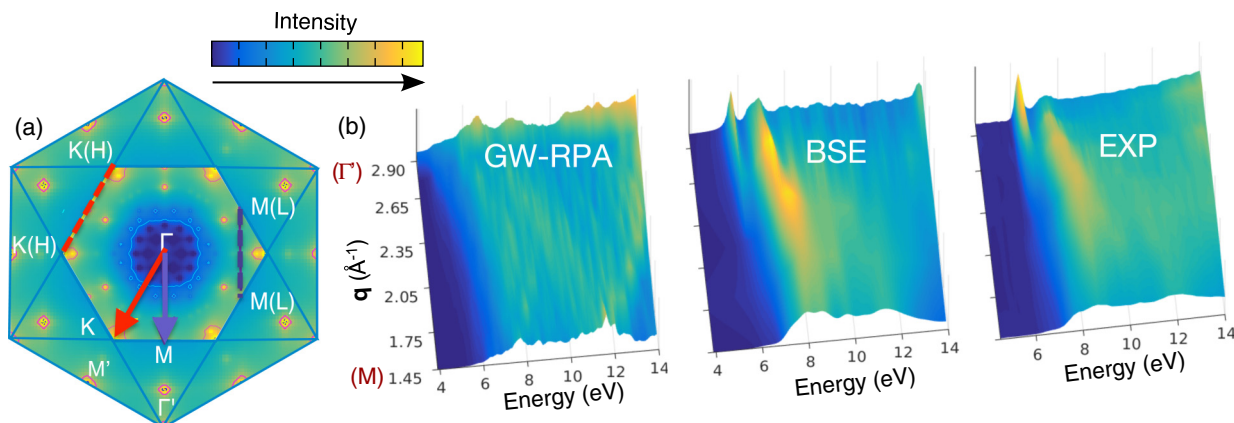 Intensity
(a)
K(H)
K(H)
Γ
M(L)
M(L)
K
M
M'
Γ'
(b)
(Γ')
2.90
2.65
2.35
2.05
1.75
(M) 1.45
q (Å⁻¹)
GW-RPA
4 6 8 10 12 14
Energy (eV)
BSE
6 8 10 12 14
Energy (eV)
EXP
6 8 10 12 14
Energy (eV)